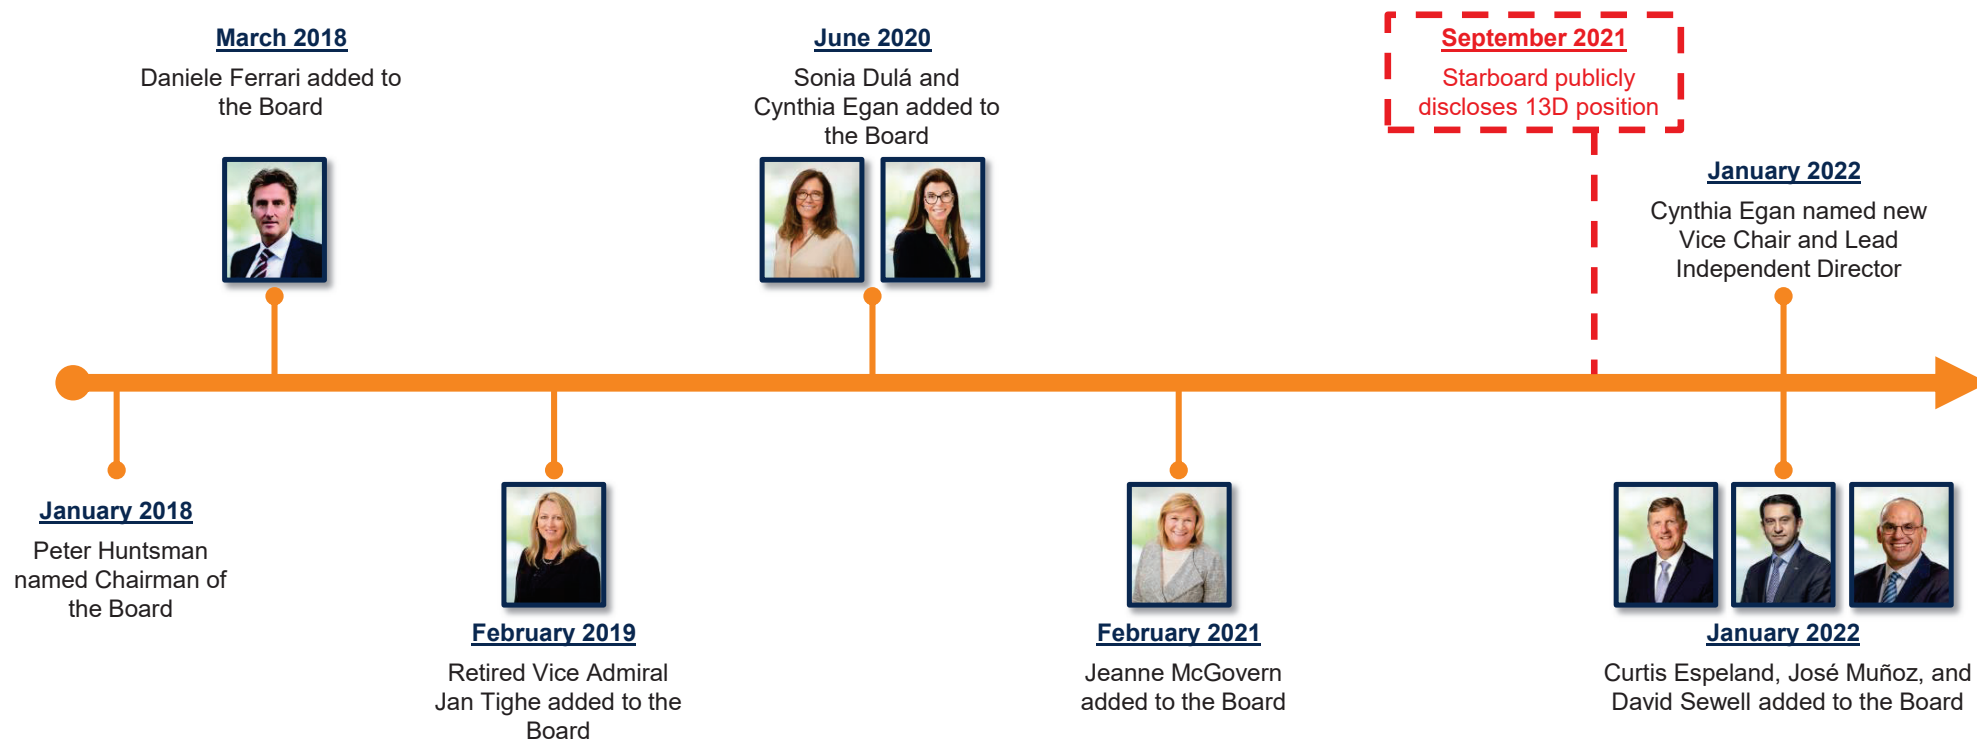 March 2018
Daniele Ferrari added to
the Board
June 2020
Sonia Dulá and
Cynthia Egan added to
the Board
September 2021
Starboard publicly
discloses 13D position
January 2022
Cynthia Egan named new
Vice Chair and Lead
Independent Director
January 2018
Peter Huntsman
named Chairman of
the Board
February 2019
Retired Vice Admiral
Jan Tighe added to the
Board
February 2021
Jeanne McGovern
added to the Board
January 2022
Curtis Espeland, José Muñoz, and
David Sewell added to the Board